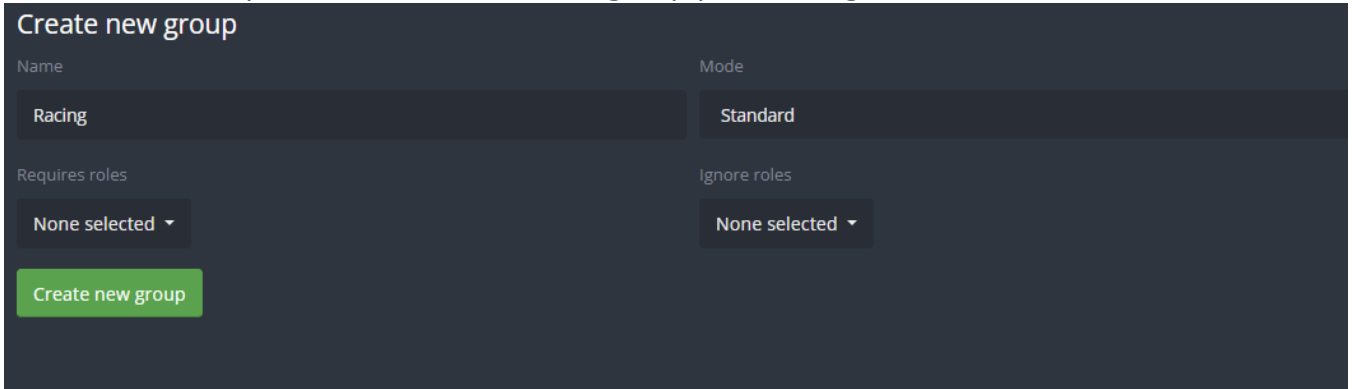 Create new group
Name
Mode
Racing
Standard
Requires roles
Ignore roles
None selected
None selected
Create new group